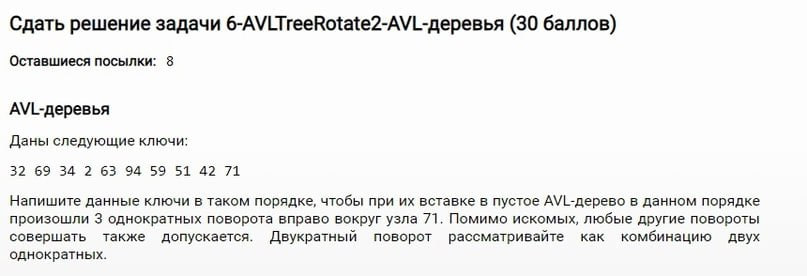 Сдать решение задачи 6-AVLTreeRotate2-AVL-деревья (30 баллов)
Оставшиеся посылки: 8
AVL-деревья
Даны следующие ключи:
32 69 34 2 63 94 59 51 42 71
Напишите данные ключи в таком порядке, чтобы при их вставке в пустое AVL-дерево в данном порядке
произошли 3 однократных поворота вправо вокруг узла 71. Помимо искомых, любые другие повороты
совершать также допускается. Двукратный поворот рассматривайте как комбинацию двух
однократных.